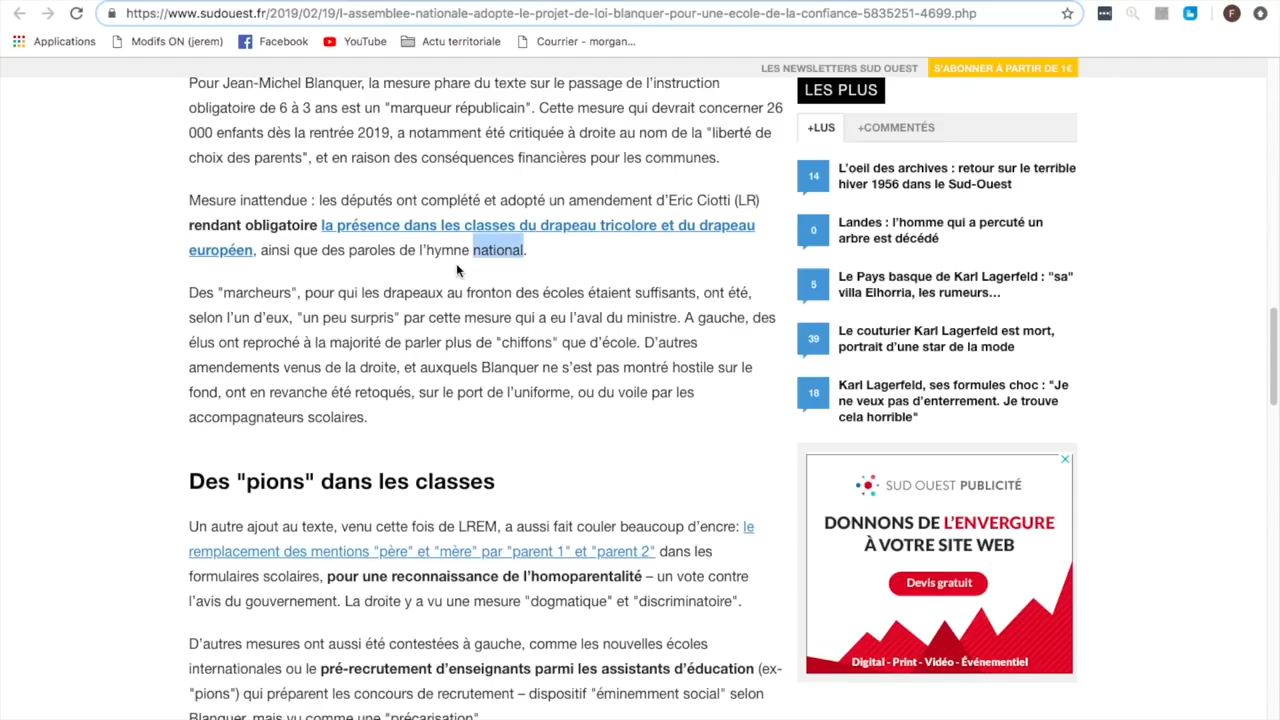 https://www.sudouest.fr/2019/02/19/l-assemblee-nationale-adopte-le-projet-de-loi-blanquer-pour-une-ecole-de-la-confiance-5835251-4699.php
F
Applications
Modifs ON (jerem)
Facebook
YouTube
Actu territoriale
Courrier - morgan...
LES NEWSLETTERS SUD OUEST
S'ABONNER À PARTIR DE 1€
Pour Jean-Michel Blanquer, la mesure phare du texte sur le passage de l'instruction
obligatoire de 6 à 3 ans est un "marqueur républicain". Cette mesure qui devrait concerner 26
000 enfants dès la rentrée 2019, a notamment été critiquée à droite au nom de la "liberté de
choix des parents", et en raison des conséquences financières pour les communes.
Mesure inattendue : les députés ont complété et adopté un amendement d'Eric Ciotti (LR)
rendant obligatoire la présence dans les classes du drapeau tricolore et du drapeau
européen, ainsi que des paroles de l'hymne national.
Des "marcheurs", pour qui les drapeaux au fronton des écoles étaient suffisants, ont été,
selon l'un d'eux, "un peu surpris" par cette mesure qui a eu l'aval du ministre. A gauche, des
élus ont reproché à la majorité de parler plus de "chiffons" que d'école. D'autres
amendements venus de la droite, et auxquels Blanquer ne s'est pas montré hostile sur le
fond, ont en revanche été retoqués, sur le port de l'uniforme, ou du voile par les
accompagnateurs scolaires.
Des "pions" dans les classes
Un autre ajout au texte, venu cette fois de LREM, a aussi fait couler beaucoup d'encre: le
remplacement des mentions "père" et "mère" par "parent 1" et "parent 2" dans les
formulaires scolaires, pour une reconnaissance de l'homoparentalité – un vote contre
l'avis du gouvernement. La droite y a vu une mesure "dogmatique" et "discriminatoire".
D'autres mesures ont aussi été contestées à gauche, comme les nouvelles écoles
internationales ou le pré-recrutement d'enseignants parmi les assistants d'éducation (ex-
"pions") qui préparent les concours de recrutement – dispositif "éminemment social" selon
Blanquer, mais vu comme une "précarisation".
LES PLUS
+LUS
+COMMENTÉS
14
L'oeil des archives : retour sur le terrible
hiver 1956 dans le Sud-Ouest
0
Landes : l'homme qui a percuté un
arbre est décédé
5
Le Pays basque de Karl Lagerfeld : "sa"
villa Elhorria, les rumeurs...
39
Le couturier Karl Lagerfeld est mort,
portrait d'une star de la mode
18
Karl Lagerfeld, ses formules choc : "Je
ne veux pas d'enterrement. Je trouve
cela horrible"
SUD OUEST PUBLICITÉ
DONNONS DE L'ENVERGURE
À VOTRE SITE WEB
Devis gratuit
Digital - Print - Vidéo - Événementiel